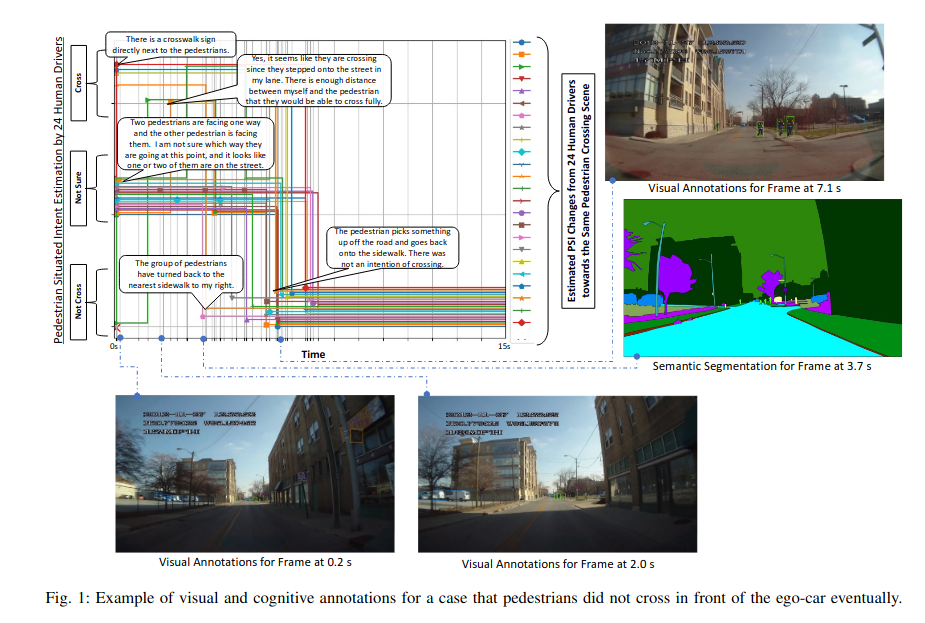 Pedestrian Situated Intent Estimation by 24 Human Drivers
Cross
Not Sure
Not Cross
There is a crosswalk sign
directly next to the pedestrians.
Yes, it seems like they are crossing
since they stepped onto the street in
my lane. There is enough distance
between myself and the pedestrian
that they would be able to cross fully.
Two pedestrians are facing one way
and the other pedestrian is facing
them. I am not sure which way they
are going at this point, and it looks like
one or two of them are on the street.
The pedestrian picks something
up off the road and goes back
onto the sidewalk. There was
not an intention of crossing.
The group of pedestrians
have turned back to the
nearest sidewalk to my right.
0s
Time
15s
Estimated PSI Changes from 24 Human Drivers
towards the Same Pedestrian Crossing Scene
Visual Annotations for Frame at 7.1 s
Semantic Segmentation for Frame at 3.7 s
Visual Annotations for Frame at 0.2 s
Visual Annotations for Frame at 2.0 s
Fig. 1: Example of visual and cognitive annotations for a case that pedestrians did not cross in front of the ego-car eventually.